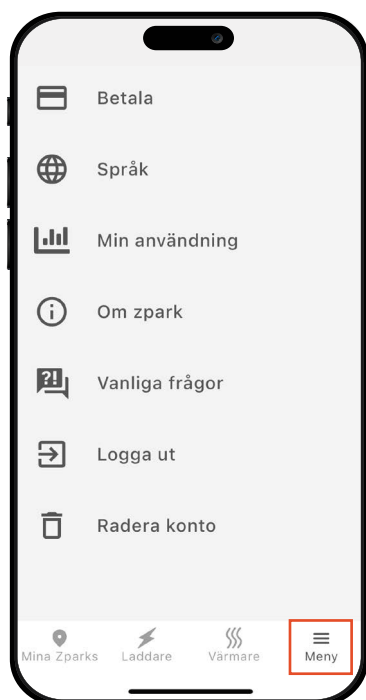 Betala
Språk
Min användning
Om zpark
Vanliga frågor
Logga ut
Radera konto
Mina Zparks
Laddare
Värmare
Meny